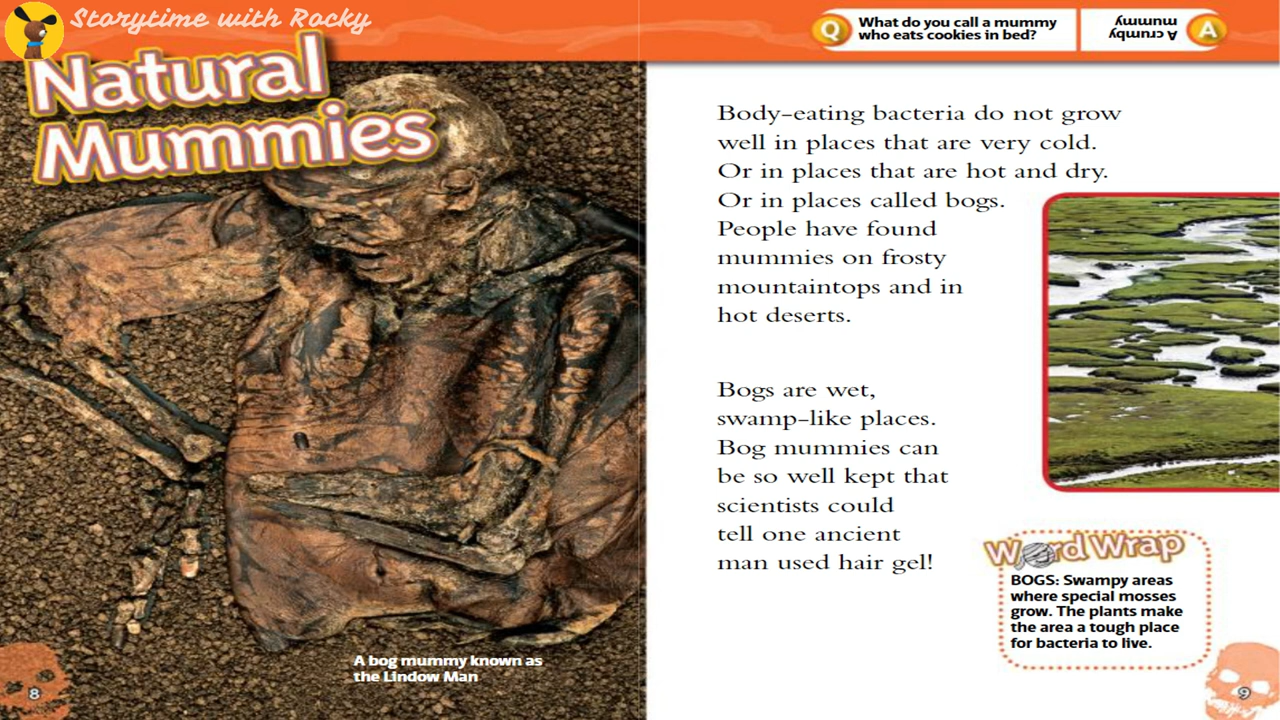 Storytime with Rocky
Natural
Mummies
Q
What do you call a mummy
who eats cookies in bed?
A crumby
mummy
A
Body-eating bacteria do not grow
well in places that are very cold.
Or in places that are hot and dry.
Or in places called bogs.
People have found
mummies on frosty
mountaintops and in
hot deserts.
Bogs are wet,
swamp-like places.
Bog mummies can
be so well kept that
scientists could
tell one ancient
man used hair gel!
Word Wrap
BOGS: Swampy areas
where special mosses
grow. The plants make
the area a tough place
for bacteria to live.
A bog mummy known as
the Lindow Man
8
9